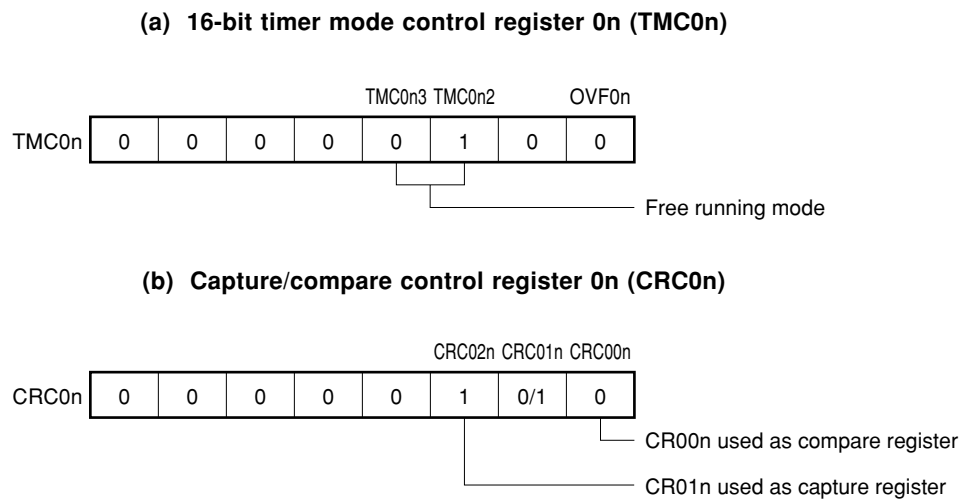 (a) 16-bit timer mode control register 0n (TMC0n)
TMC0n3 TMC0n2 OVF0n
TMC0n 0 0 0 0 0 1 0 0
Free running mode
(b) Capture/compare control register 0n (CRC0n)
CRC02n CRC01n CRC00n
CRC0n 0 0 0 0 0 1 0/1 0
CR00n used as compare register
CR01n used as capture register